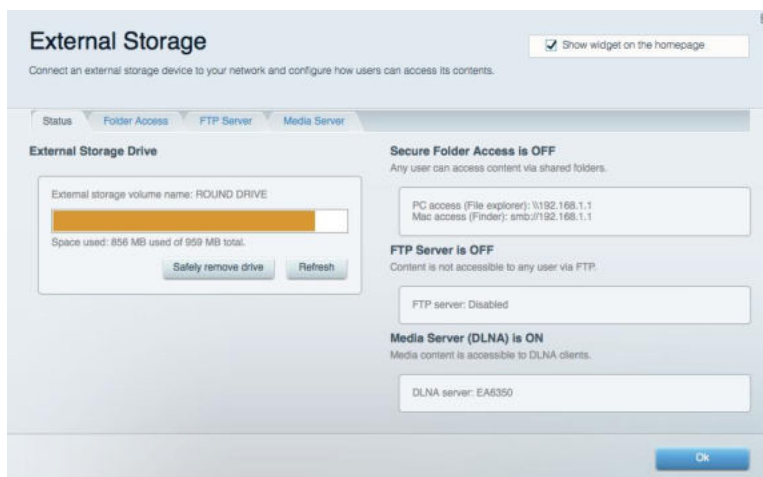 External Storage
Show widget on the homepage
Connect an external storage device to your network and configure how users can access its contents.
Status
Folder Access
FTP Server
Media Server
External Storage Drive
External storage volume name: ROUND DRIVE
Space used: 856 MB used of 959 MB total.
Safely remove drive
Refresh
Secure Folder Access is OFF
Any user can access content via shared folders.
PC access (File explorer): \\192.168.1.1
Mac access (Finder): smb://192.168.1.1
FTP Server is OFF
Content is not accessible to any user via FTP.
FTP server: Disabled
Media Server (DLNA) is ON
Media content is accessible to DLNA clients.
DLNA server: EA6350
Ok